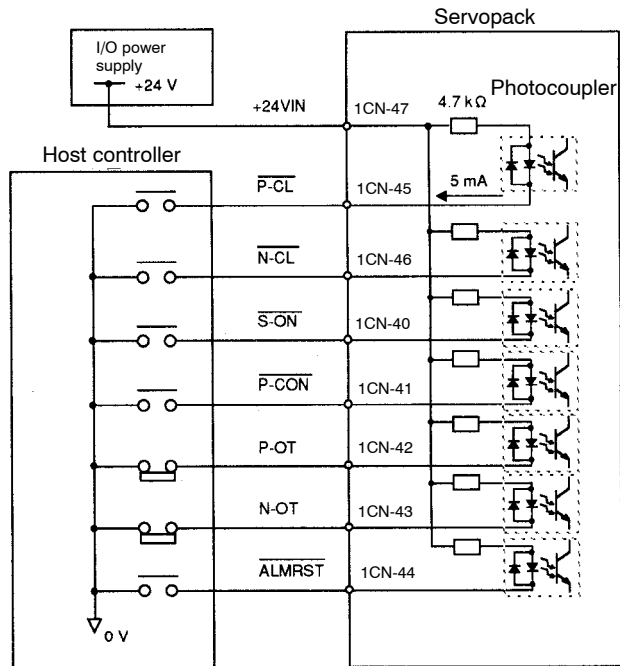 Servopack
I/O power
supply
+24 V
Photocoupler
+24VIN
1CN-47
4.7 kΩ
Host controller
P-CL
1CN-45
5 mA
N-CL
1CN-46
S-ON
1CN-40
P-CON
1CN-41
P-OT
1CN-42
N-OT
1CN-43
ALMRST
1CN-44
0 V